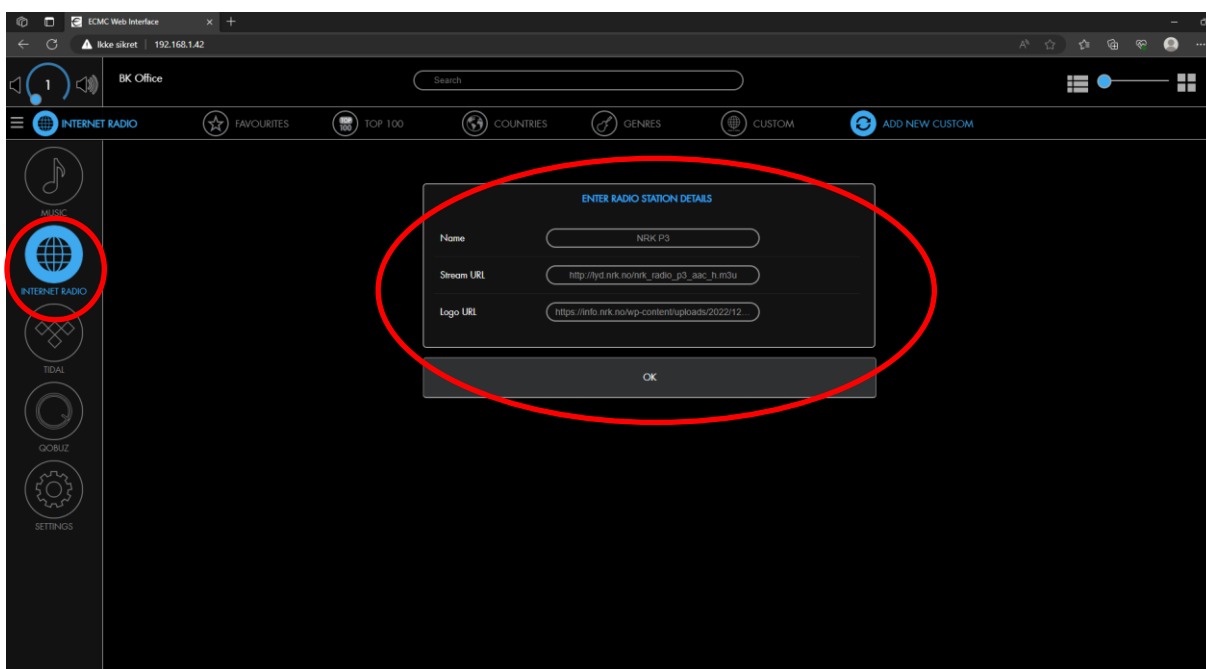 ECMC Web Interface
Ikke sikret | 192.168.1.42
1
BK Office
Search
INTERNET RADIO
FAVOURITES
TOP 100
TOP 100
COUNTRIES
GENRES
CUSTOM
ADD NEW CUSTOM
MUSIC
INTERNET RADIO
TIDAL
QOBUZ
SETTINGS
ENTER RADIO STATION DETAILS
Name NRK P3
Stream URL http://lyd.nrk.no/nrk_radio_p3_aac_h.m3u
Logo URL https://info.nrk.no/wp-content/uploads/2022/12...
OK